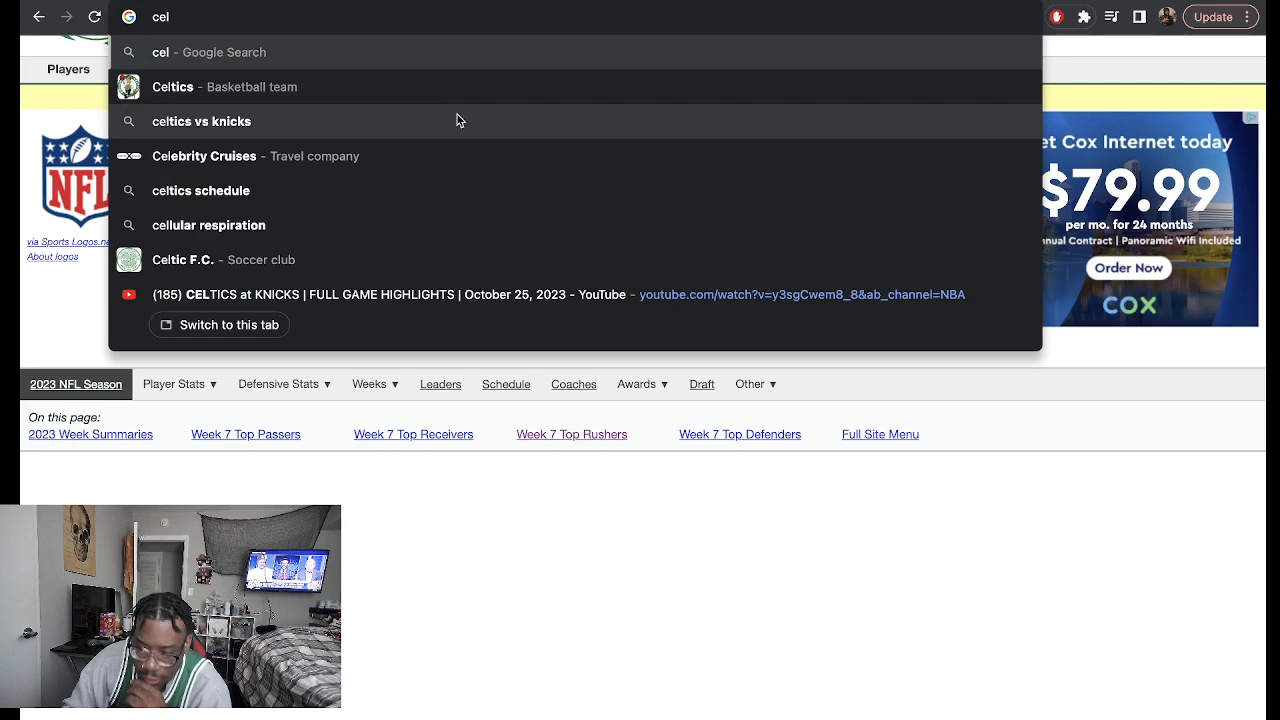 cel
Update
cel - Google Search
Celtics - Basketball team
celtics vs knicks
Celebrity Cruises - Travel company
celtics schedule
cellular respiration
Celtic F.C. - Soccer club
(185) CELTICS at KNICKS | FULL GAME HIGHLIGHTS | October 25, 2023 - YouTube - youtube.com/watch?v=y3sgCwem8_8&ab_channel=NBA
Switch to this tab
Players
NFL
via Sports Logos.ne
About logos
et Cox Internet today
$79.99
per mo. for 24 months
nual Contract | Panoramic Wifi Included
Order Now
COX
2023 NFL Season Player Stats ▼ Defensive Stats ▼ Weeks ▼ Leaders Schedule Coaches Awards ▼ Draft Other ▼
On this page:
2023 Week Summaries Week 7 Top Passers Week 7 Top Receivers Week 7 Top Rushers Week 7 Top Defenders Full Site Menu